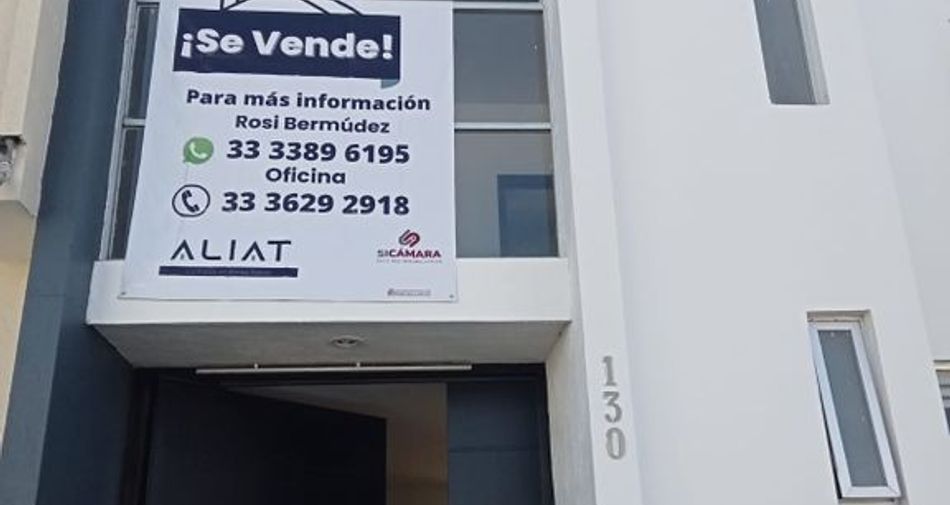 ¡Se Vende!
Para más información
Rosi Bermúdez
33 3389 6195
Oficina
33 3629 2918
ALIAT
SICÁMARA
130